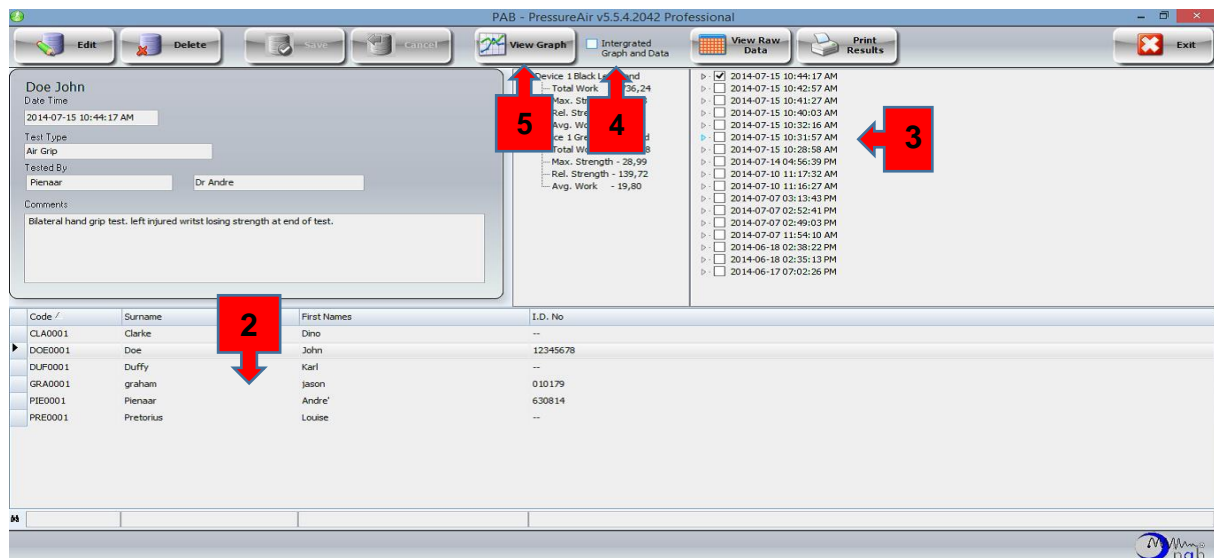 PAB - PressureAir v5.5.4.2042 Professional
Edit Delete Save Cancel View Graph Intergrated Graph and Data View Raw Data Print Results Exit
Doe John
Date Time
2014-07-15 10:44:17 AM
Test Type
Air Grip
Tested By
Pienaar Dr Andre
Comments
Bilateral hand grip test. left injured writst losing strength at end of test.
Device 1 Black
Total Work 36,24
Max.
Rel.
Avg.
1
Total
Max. Strength - 28,99
Rel. Strength - 139,72
Avg. Work - 19,80
2014-07-15 10:44:17 AM
2014-07-15 10:42:57 AM
2014-07-15 10:41:27 AM
2014-07-15 10:40:03 AM
2014-07-15 10:32:16 AM
2014-07-15 10:31:57 AM
2014-07-15 10:28:58 AM
2014-07-14 04:56:39 PM
2014-07-10 11:17:32 AM
2014-07-10 11:16:27 AM
2014-07-07 03:13:43 PM
2014-07-07 02:52:41 PM
2014-07-07 02:49:03 PM
2014-07-07 11:54:10 AM
2014-06-18 02:38:22 PM
2014-06-18 02:35:13 PM
2014-06-17 07:02:26 PM
5
4
3
2
Code Surname First Names I.D. No
CLA0001 Clarke Dino --
DOE0001 Doe John 12345678
DUF0001 Duffy Karl --
GRA0001 graham jason 010179
PIE0001 Pienaar Andre' 630814
PRE0001 Pretorius Louise --
pab